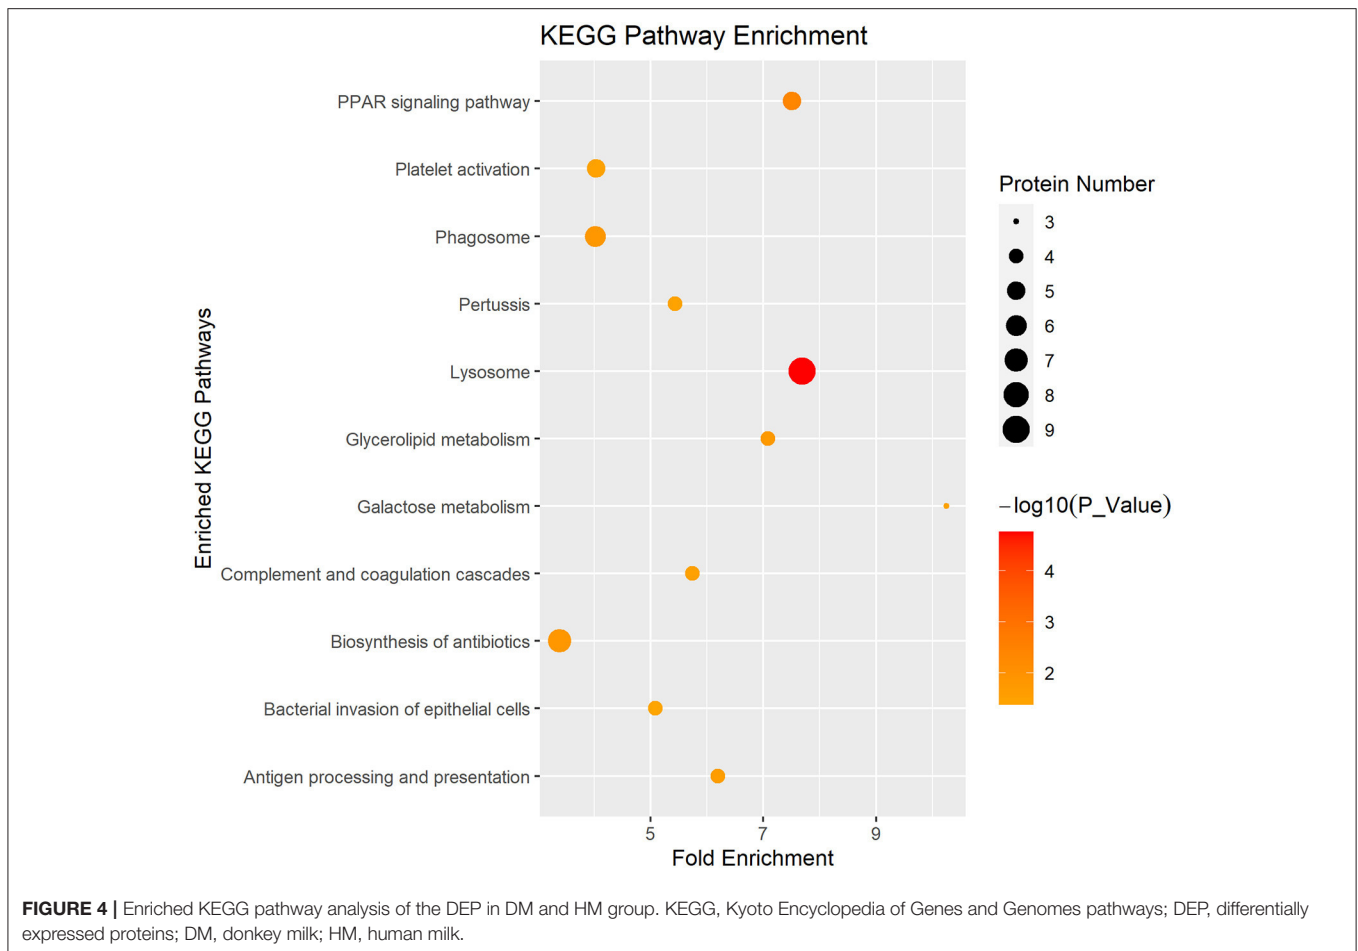 KEGG Pathway Enrichment
Enriched KEGG Pathways
PPAR signaling pathway
Platelet activation
Phagosome
Pertussis
Lysosome
Glycerolipid metabolism
Galactose metabolism
Complement and coagulation cascades
Biosynthesis of antibiotics
Bacterial invasion of epithelial cells
Antigen processing and presentation
5 7 9
Fold Enrichment
Protein Number
3
4
5
6
7
8
9
−log10(P_Value)
4
3
2
FIGURE 4 | Enriched KEGG pathway analysis of the DEP in DM and HM group. KEGG, Kyoto Encyclopedia of Genes and Genomes pathways; DEP, differentially
expressed proteins; DM, donkey milk; HM, human milk.